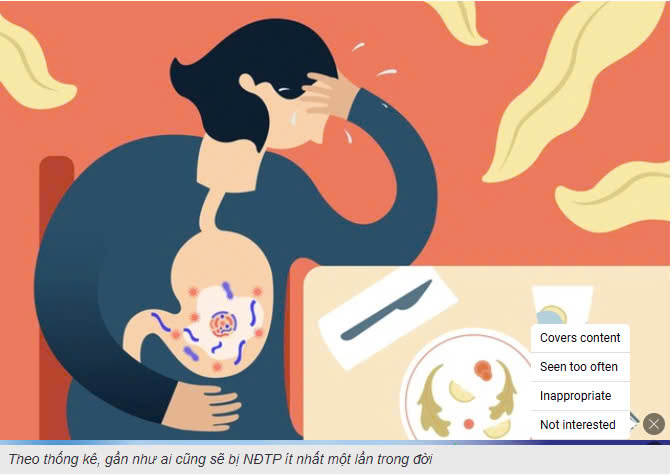 Covers content
Seen too often
Inappropriate
Not interested
Theo thống kê, gần như ai cũng sẽ bị NĐTP ít nhất một lần trong đời